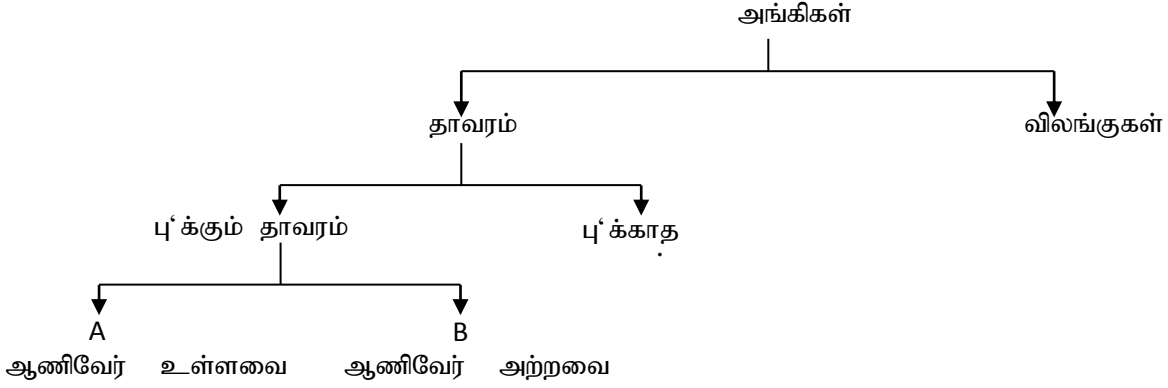 அங்கிகள்
தாவரம் விலங்குகள்
பு‘க்கும் தாவரம் பு‘க்காத
A B
ஆணிவேர் உள்ளவை ஆணிவேர் அற்றவை